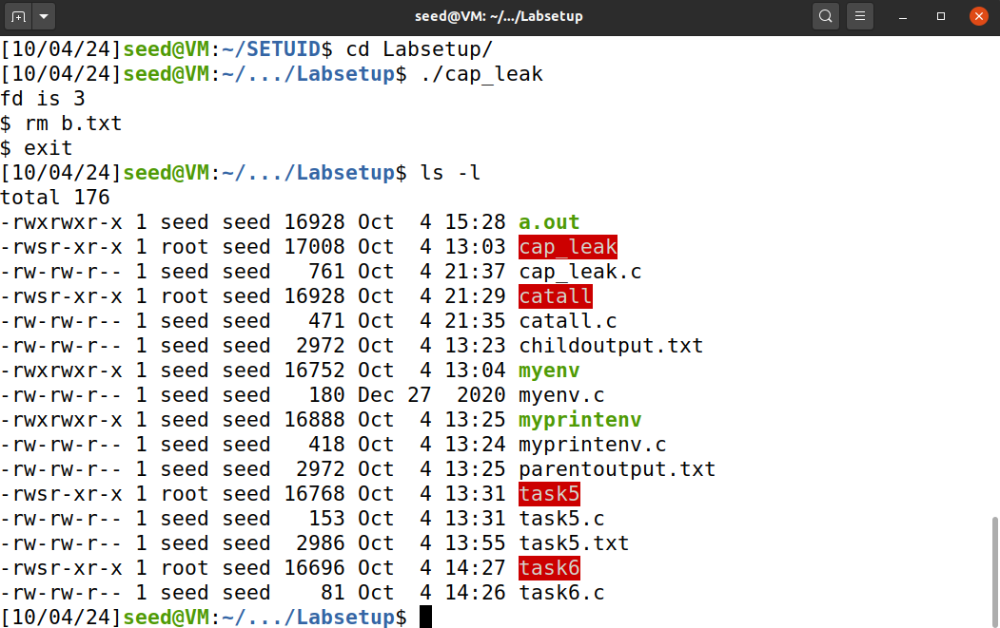 seed@VM: ~/.../Labsetup
[10/04/24]seed@VM:~/SETUID$ cd Labsetup/
[10/04/24]seed@VM:~/.../Labsetup$ ./cap_leak
fd is 3
$ rm b.txt
$ exit
[10/04/24]seed@VM:~/.../Labsetup$ ls -l
total 176
-rwxrwxr-x 1 seed seed 16928 Oct  4 15:28 a.out
-rwsr-xr-x 1 root seed 17008 Oct  4 13:03 cap_leak
-rw-rw-r-- 1 seed seed   761 Oct  4 21:37 cap_leak.c
-rwsr-xr-x 1 root seed 16928 Oct  4 21:29 catall
-rw-rw-r-- 1 seed seed   471 Oct  4 21:35 catall.c
-rw-rw-r-- 1 seed seed  2972 Oct  4 13:23 childoutput.txt
-rwxrwxr-x 1 seed seed 16752 Oct  4 13:04 myenv
-rw-rw-r-- 1 seed seed   180 Dec 27  2020 myenv.c
-rwxrwxr-x 1 seed seed 16888 Oct  4 13:25 myprintenv
-rw-rw-r-- 1 seed seed   418 Oct  4 13:24 myprintenv.c
-rw-rw-r-- 1 seed seed  2972 Oct  4 13:25 parentoutput.txt
-rwsr-xr-x 1 root seed 16768 Oct  4 13:31 task5
-rw-rw-r-- 1 seed seed   153 Oct  4 13:31 task5.c
-rw-rw-r-- 1 seed seed  2986 Oct  4 13:55 task5.txt
-rwsr-xr-x 1 root seed 16696 Oct  4 14:27 task6
-rw-rw-r-- 1 seed seed    81 Oct  4 14:26 task6.c
[10/04/24]seed@VM:~/.../Labsetup$